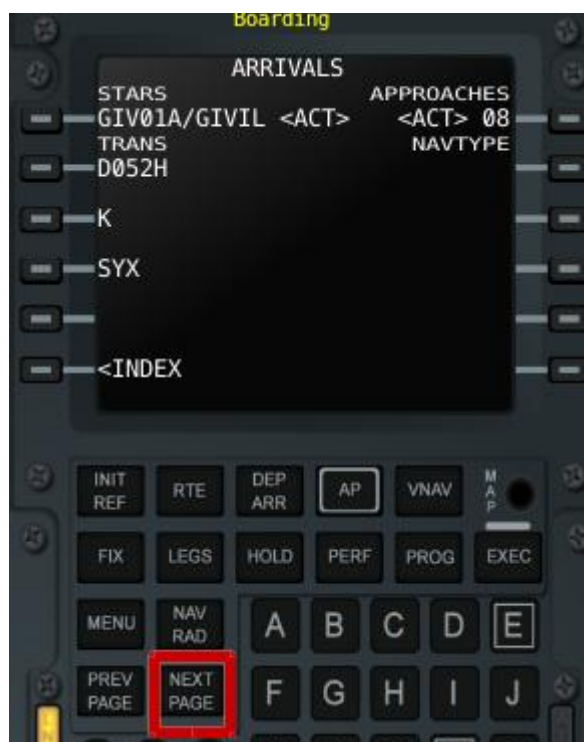 Boarding
ARRIVALS
STARS APPROACHES
GIV01A/GIVIL <ACT> <ACT> 08
TRANS NAVTYPE
D052H
K
SYX
<INDEX
INIT REF RTE DEP ARR AP VNAV MAP
FIX LEGS HOLD PERF PROG EXEC
MENU NAV RAD A B C D E
PREV PAGE NEXT PAGE F G H I J